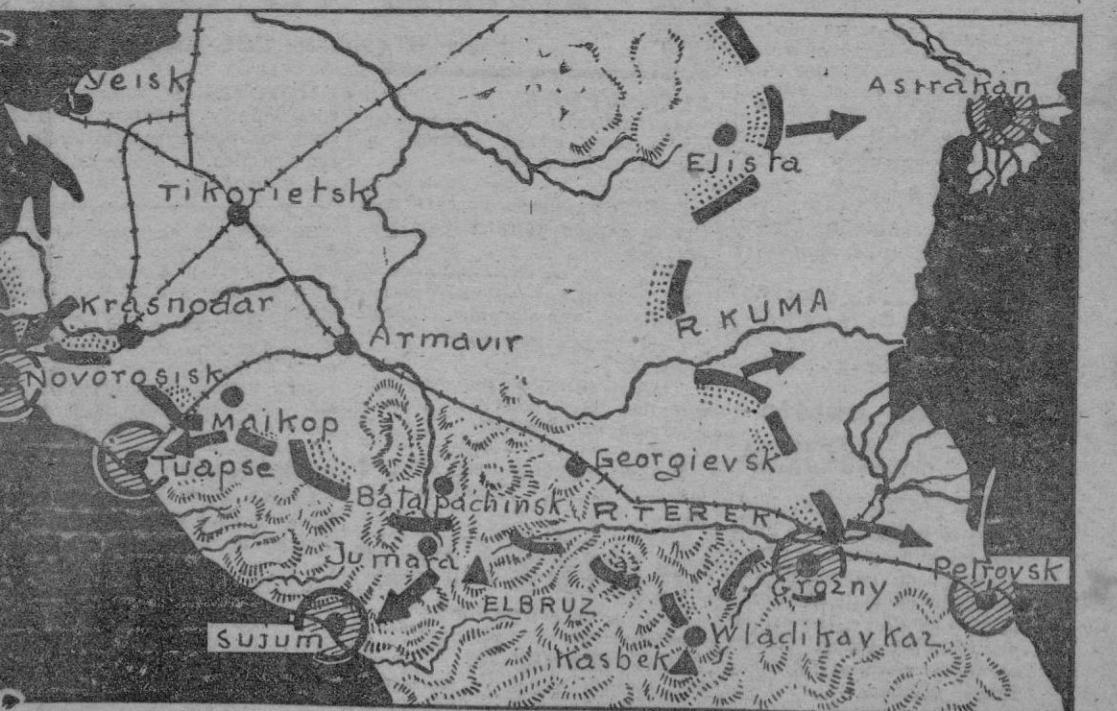 Yeisk
Astrakan
Elista
Tikorietsk
R. KUMA
Krasnodar
Armavir
Novorosisk
Maikop
Tuapse
Georgievsk
Batalpachinsk
R. TEREK
Jumara
Petrovsk
Grozny
ELBRUZ
Sujum
Wladikavkaz
Kasbek